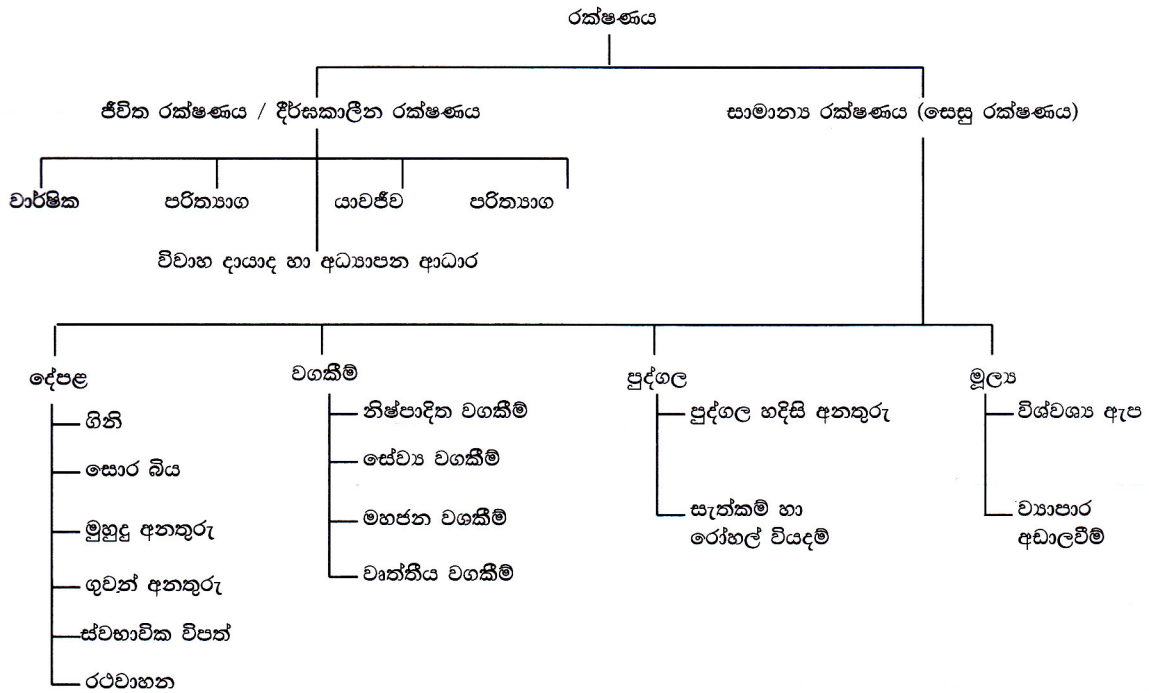 රක්ෂණය
ජීවිත රක්ෂණය / දීර්ඝකාලීන රක්ෂණය
සාමාන්‍ය රක්ෂණය (සෙසු රක්ෂණය)
වාර්ෂික
පරිත්‍යාග
යාවජීව
පරිත්‍යාග
විවාහ දායාද හා අධ්‍යාපන ආධාර
දේපළ
ගිනි
සොර බිය
මුහුදු අනතුරු
ගුවන් අනතුරු
ස්වභාවික විපත්
රථවාහන
වගකීම්
නිෂ්පාදිත වගකීම්
සේව්‍ය වගකීම්
මහජන වශකීම්
වෘත්තීය වගකීම්
පුද්ගල
පුද්ගල හදිසි අනතුරු
සැත්කම් හා
රෝහල් වියදම්
මූල්‍ය
විශ්වශ්‍ය ඇප
ව්‍යාපාර
අඩාලවීම්